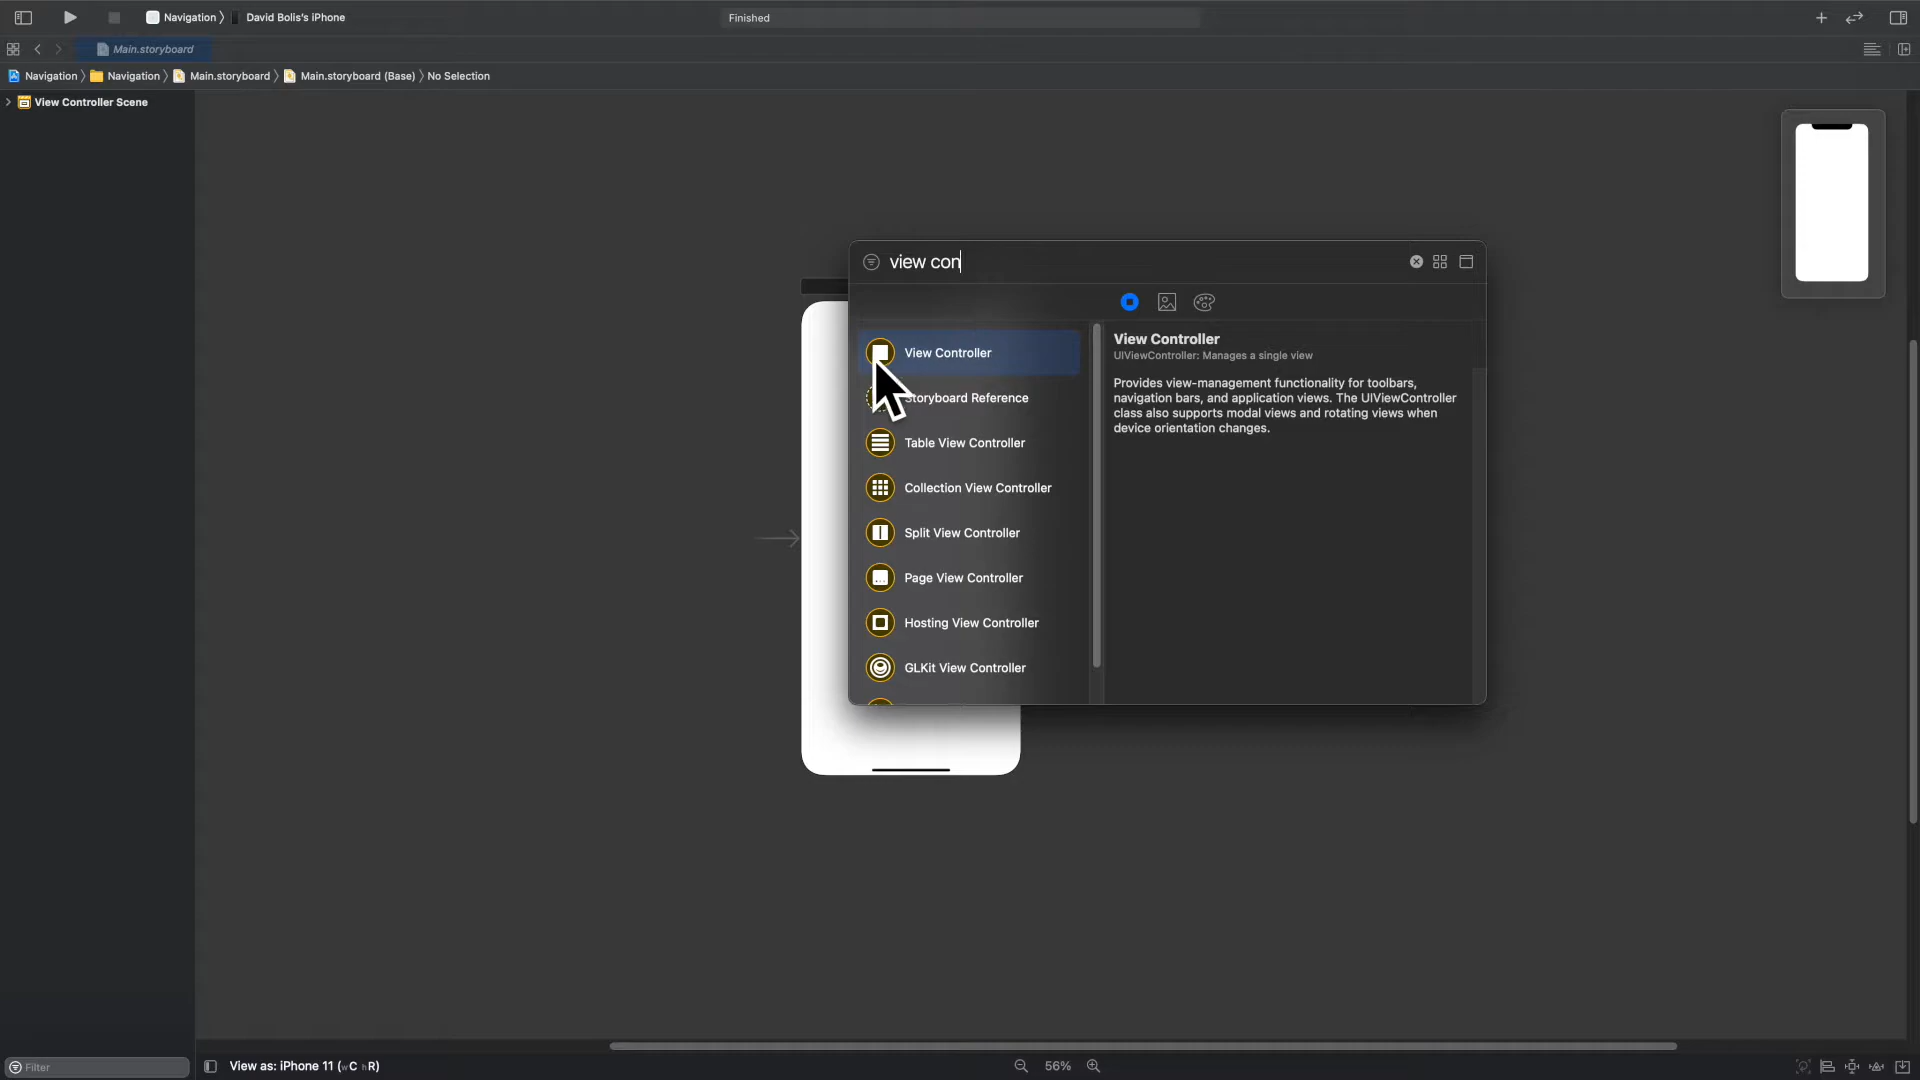 Navigation
David Bolis's iPhone
Finished
Main.storyboard
Navigation
Navigation
Main.storyboard
Main.storyboard (Base)
No Selection
View Controller Scene
view con
View Controller
Storyboard Reference
Table View Controller
Collection View Controller
Split View Controller
Page View Controller
Hosting View Controller
GLKit View Controller
View Controller
UIViewController: Manages a single view
Provides view-management functionality for toolbars,
navigation bars, and application views. The UIViewController
class also supports modal views and rotating views when
device orientation changes.
Filter
View as: iPhone 11 (wC hR)
56%